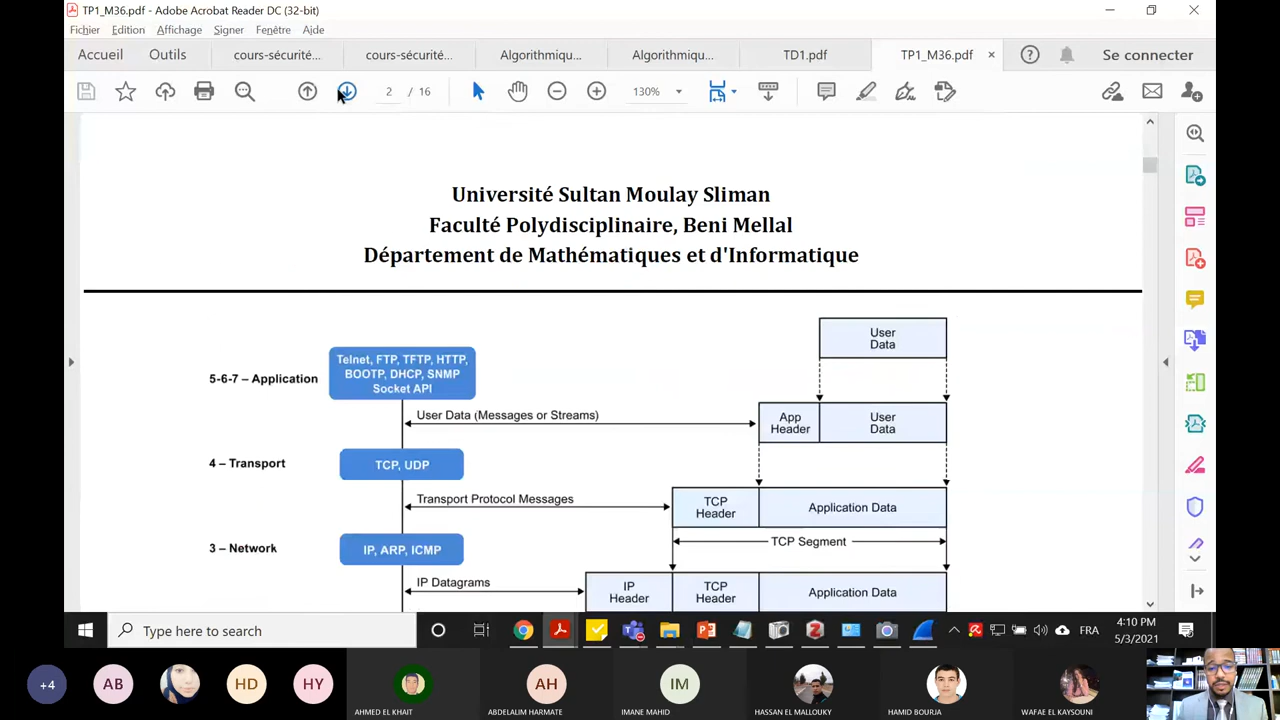 TP1_M36.pdf - Adobe Acrobat Reader DC (32-bit)
Fichier Edition Affichage Signer Fenêtre Aide
Accueil Outils cours-sécurité... cours-sécurité... Algorithmiqu... Algorithmiqu... TD1.pdf TP1_M36.pdf × Se connecter
2 / 16 130%
Université Sultan Moulay Sliman
Faculté Polydisciplinaire, Beni Mellal
Département de Mathématiques et d'Informatique
User
Data
5-6-7 – Application
Telnet, FTP, TFTP, HTTP,
BOOTP, DHCP, SNMP
Socket API
User Data (Messages or Streams)
App
Header
User
Data
4 – Transport
TCP, UDP
Transport Protocol Messages
TCP
Header
Application Data
TCP Segment
3 – Network
IP, ARP, ICMP
IP Datagrams
IP
Header
TCP
Header
Application Data
Type here to search
FRA
4:10 PM
5/3/2021
+4 AB HD HY AH IM
AHMED EL KHAIT ABDELALIM HARMATE IMANE MAHID HASSAN EL MALLOUKY HAMID BOURJA WAFAE EL KAYSOUNI